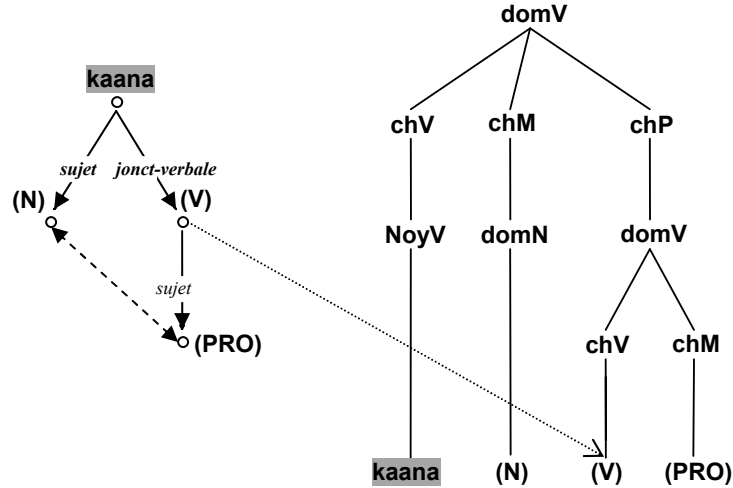 domV
kaana
chV chM chP
sujet jonct-verbale
(N) (V)
NoyV domN domV
sujet
(PRO)
chV chM
kaana (N) (V) (PRO)